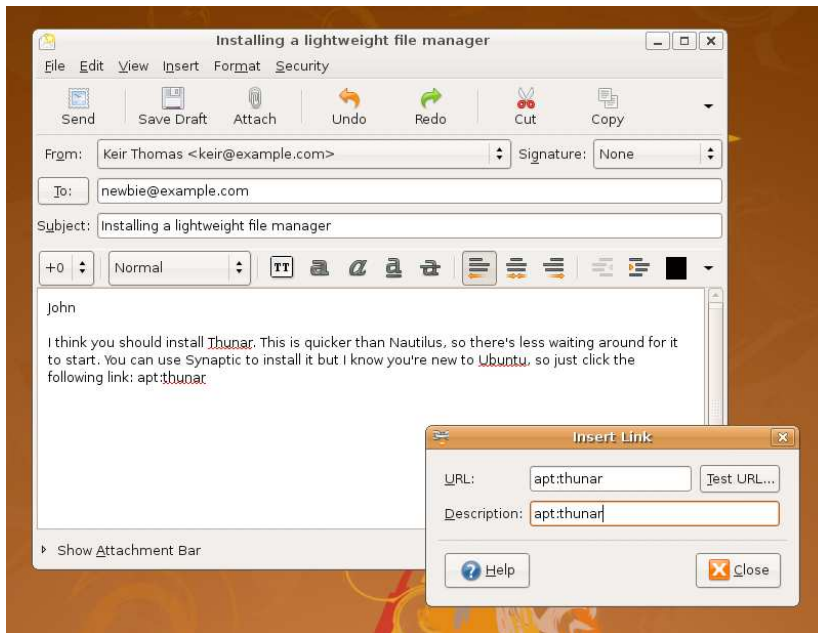 Installing a lightweight file manager
File Edit View Insert Format Security
Send Save Draft Attach Undo Redo Cut Copy
From: Keir Thomas <keir@example.com> Signature: None
To: newbie@example.com
Subject: Installing a lightweight file manager
+0 Normal TT a a a a
John
I think you should install Thunar. This is quicker than Nautilus, so there's less waiting around for it
to start. You can use Synaptic to install it but I know you're new to Ubuntu, so just click the
following link: apt:thunar
Show Attachment Bar
Insert Link
URL: apt:thunar Test URL...
Description: apt:thunar
Help Close